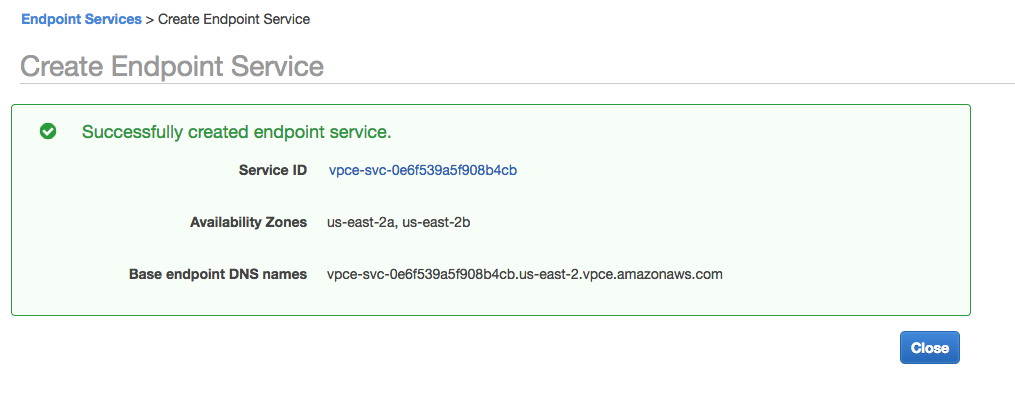 Endpoint Services > Create Endpoint Service
Create Endpoint Service
Successfully created endpoint service.
Service ID vpce-svc-0e6f539a5f908b4cb
Availability Zones us-east-2a, us-east-2b
Base endpoint DNS names vpce-svc-0e6f539a5f908b4cb.us-east-2.vpce.amazonaws.com
Close